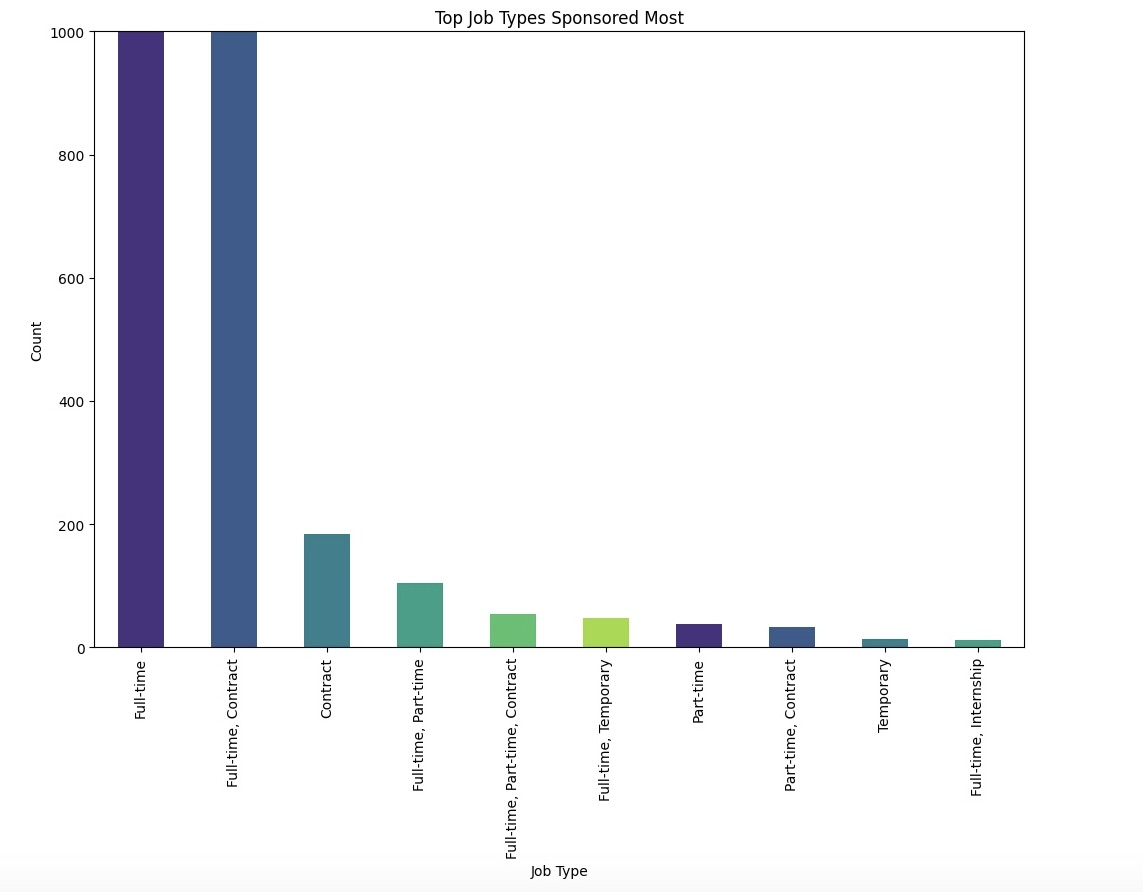 Top Job Types Sponsored Most
1000
800
600
400
200
0
Count
Full-time
Full-time, Contract
Contract
Full-time, Part-time
Full-time, Part-time, Contract
Full-time, Temporary
Part-time
Part-time, Contract
Temporary
Full-time, Internship
Job Type